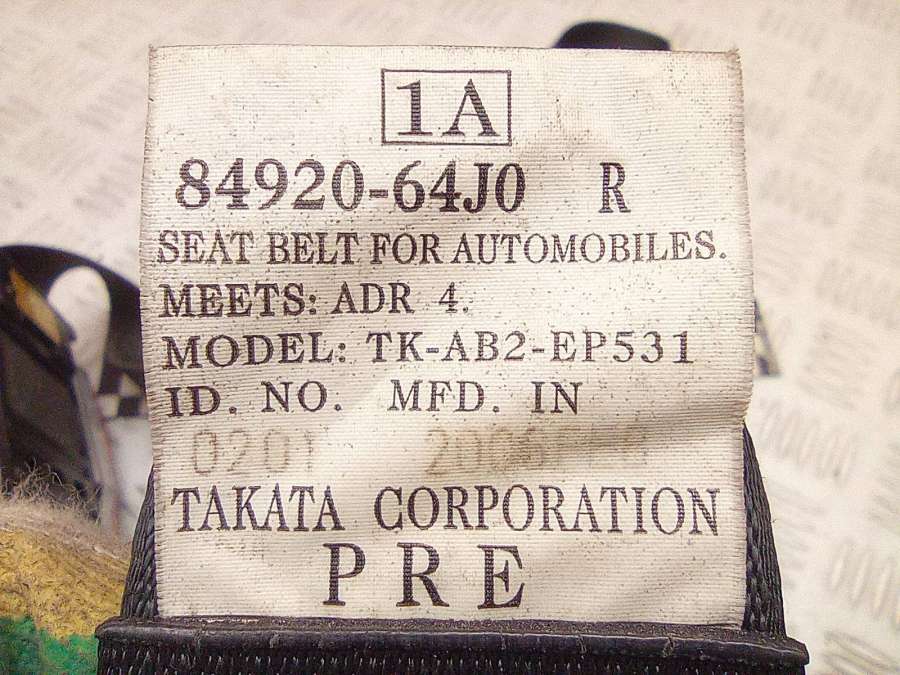 1A
84920-64J0 R
SEAT BELT FOR AUTOMOBILES.
MEETS: ADR 4.
MODEL: TK-AB2-EP531
ID. NO. MFD. IN
0201
TAKATA CORPORATION
PRE